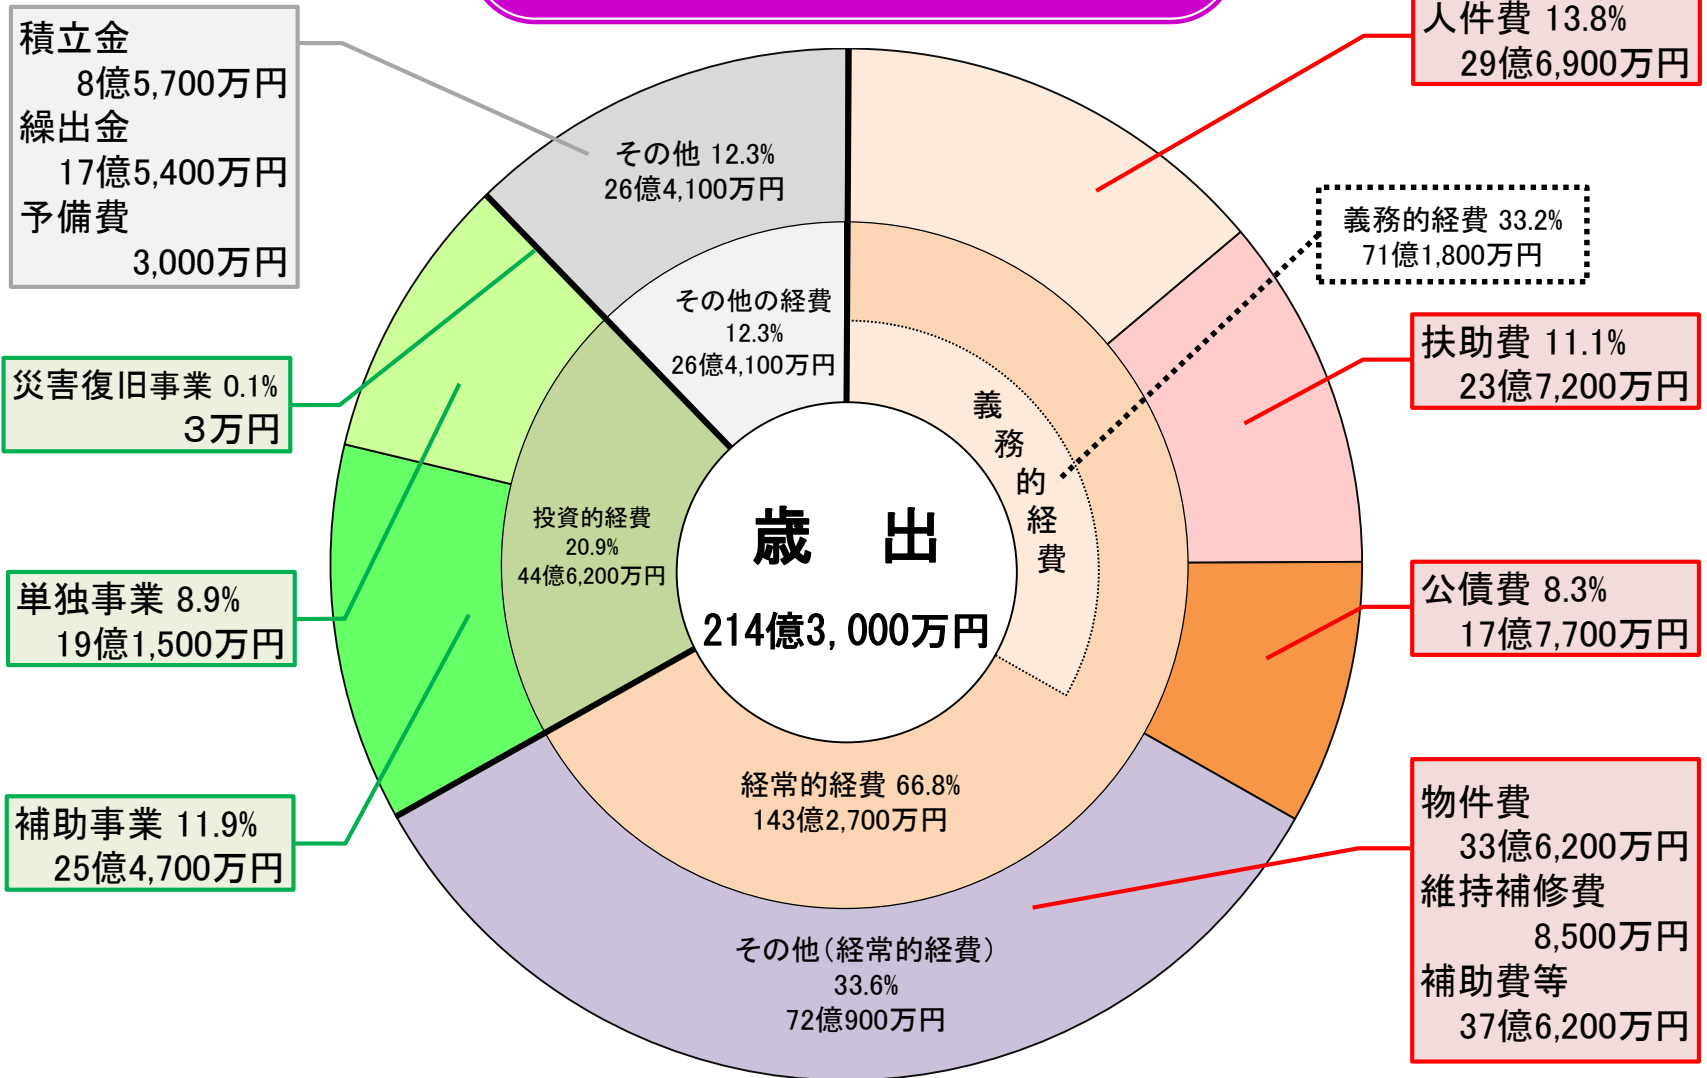 積立金
8億5,700万円
繰出金
17億5,400万円
予備費
3,000万円
人件費 13.8%
29億6,900万円
その他 12.3%
26億4,100万円
義務的経費 33.2%
71億1,800万円
その他の経費
12.3%
26億4,100万円
扶助費 11.1%
23億7,200万円
災害復旧事業 0.1%
3万円
義務的経費
投資的経費
20.9%
44億6,200万円
歳 出
214億3,000万円
単独事業 8.9%
19億1,500万円
公債費 8.3%
17億7,700万円
経常的経費 66.8%
143億2,700万円
補助事業 11.9%
25億4,700万円
物件費
33億6,200万円
維持補修費
8,500万円
補助費等
37億6,200万円
その他(経常的経費)
33.6%
72億900万円